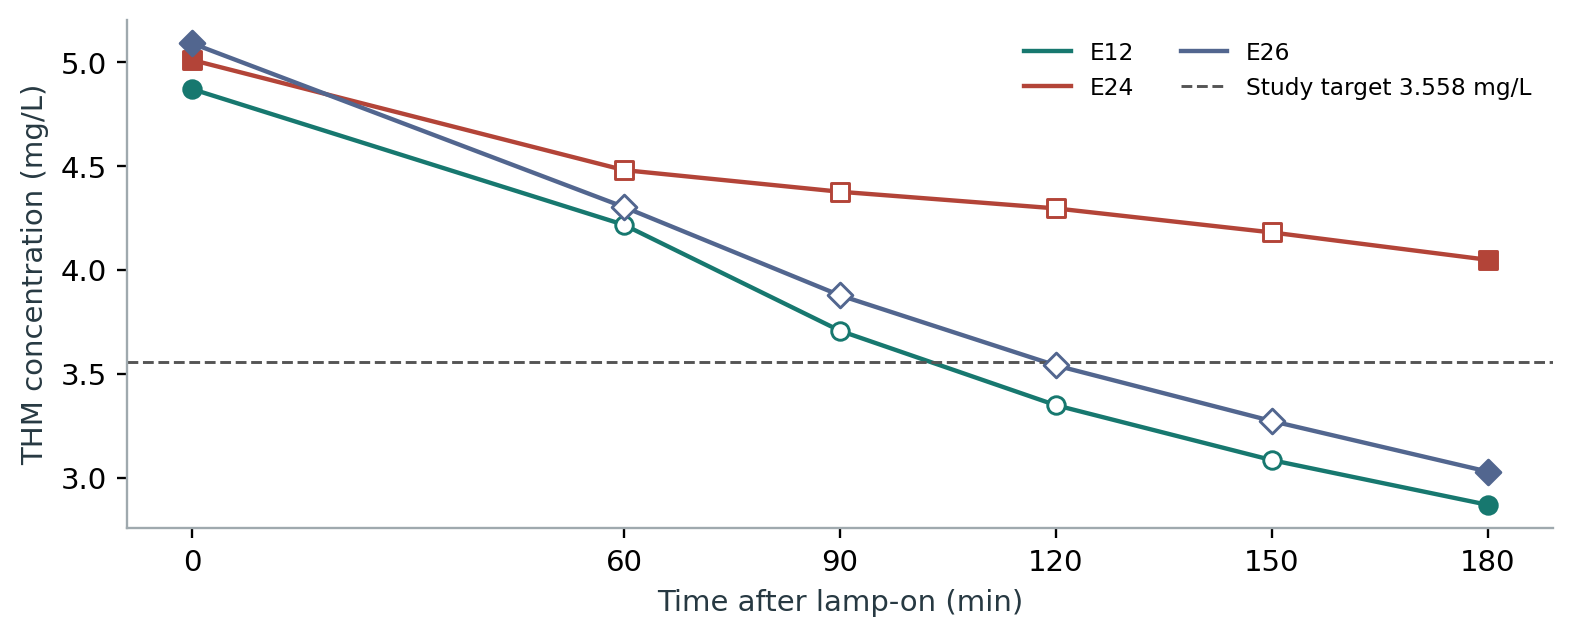 E12
E24
E26
Study target 3.558 mg/L
THM concentration (mg/L)
5.0
4.5
4.0
3.5
3.0
0 60 90 120 150 180
Time after lamp-on (min)